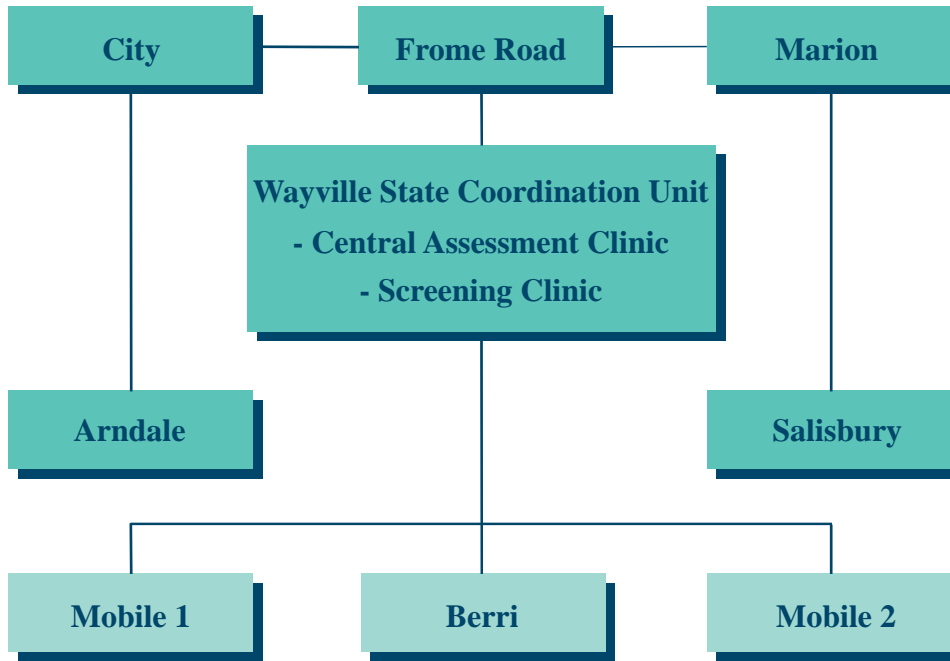 City
Frome Road
Marion
Wayville State Coordination Unit
- Central Assessment Clinic
- Screening Clinic
Arndale
Salisbury
Mobile 1
Berri
Mobile 2